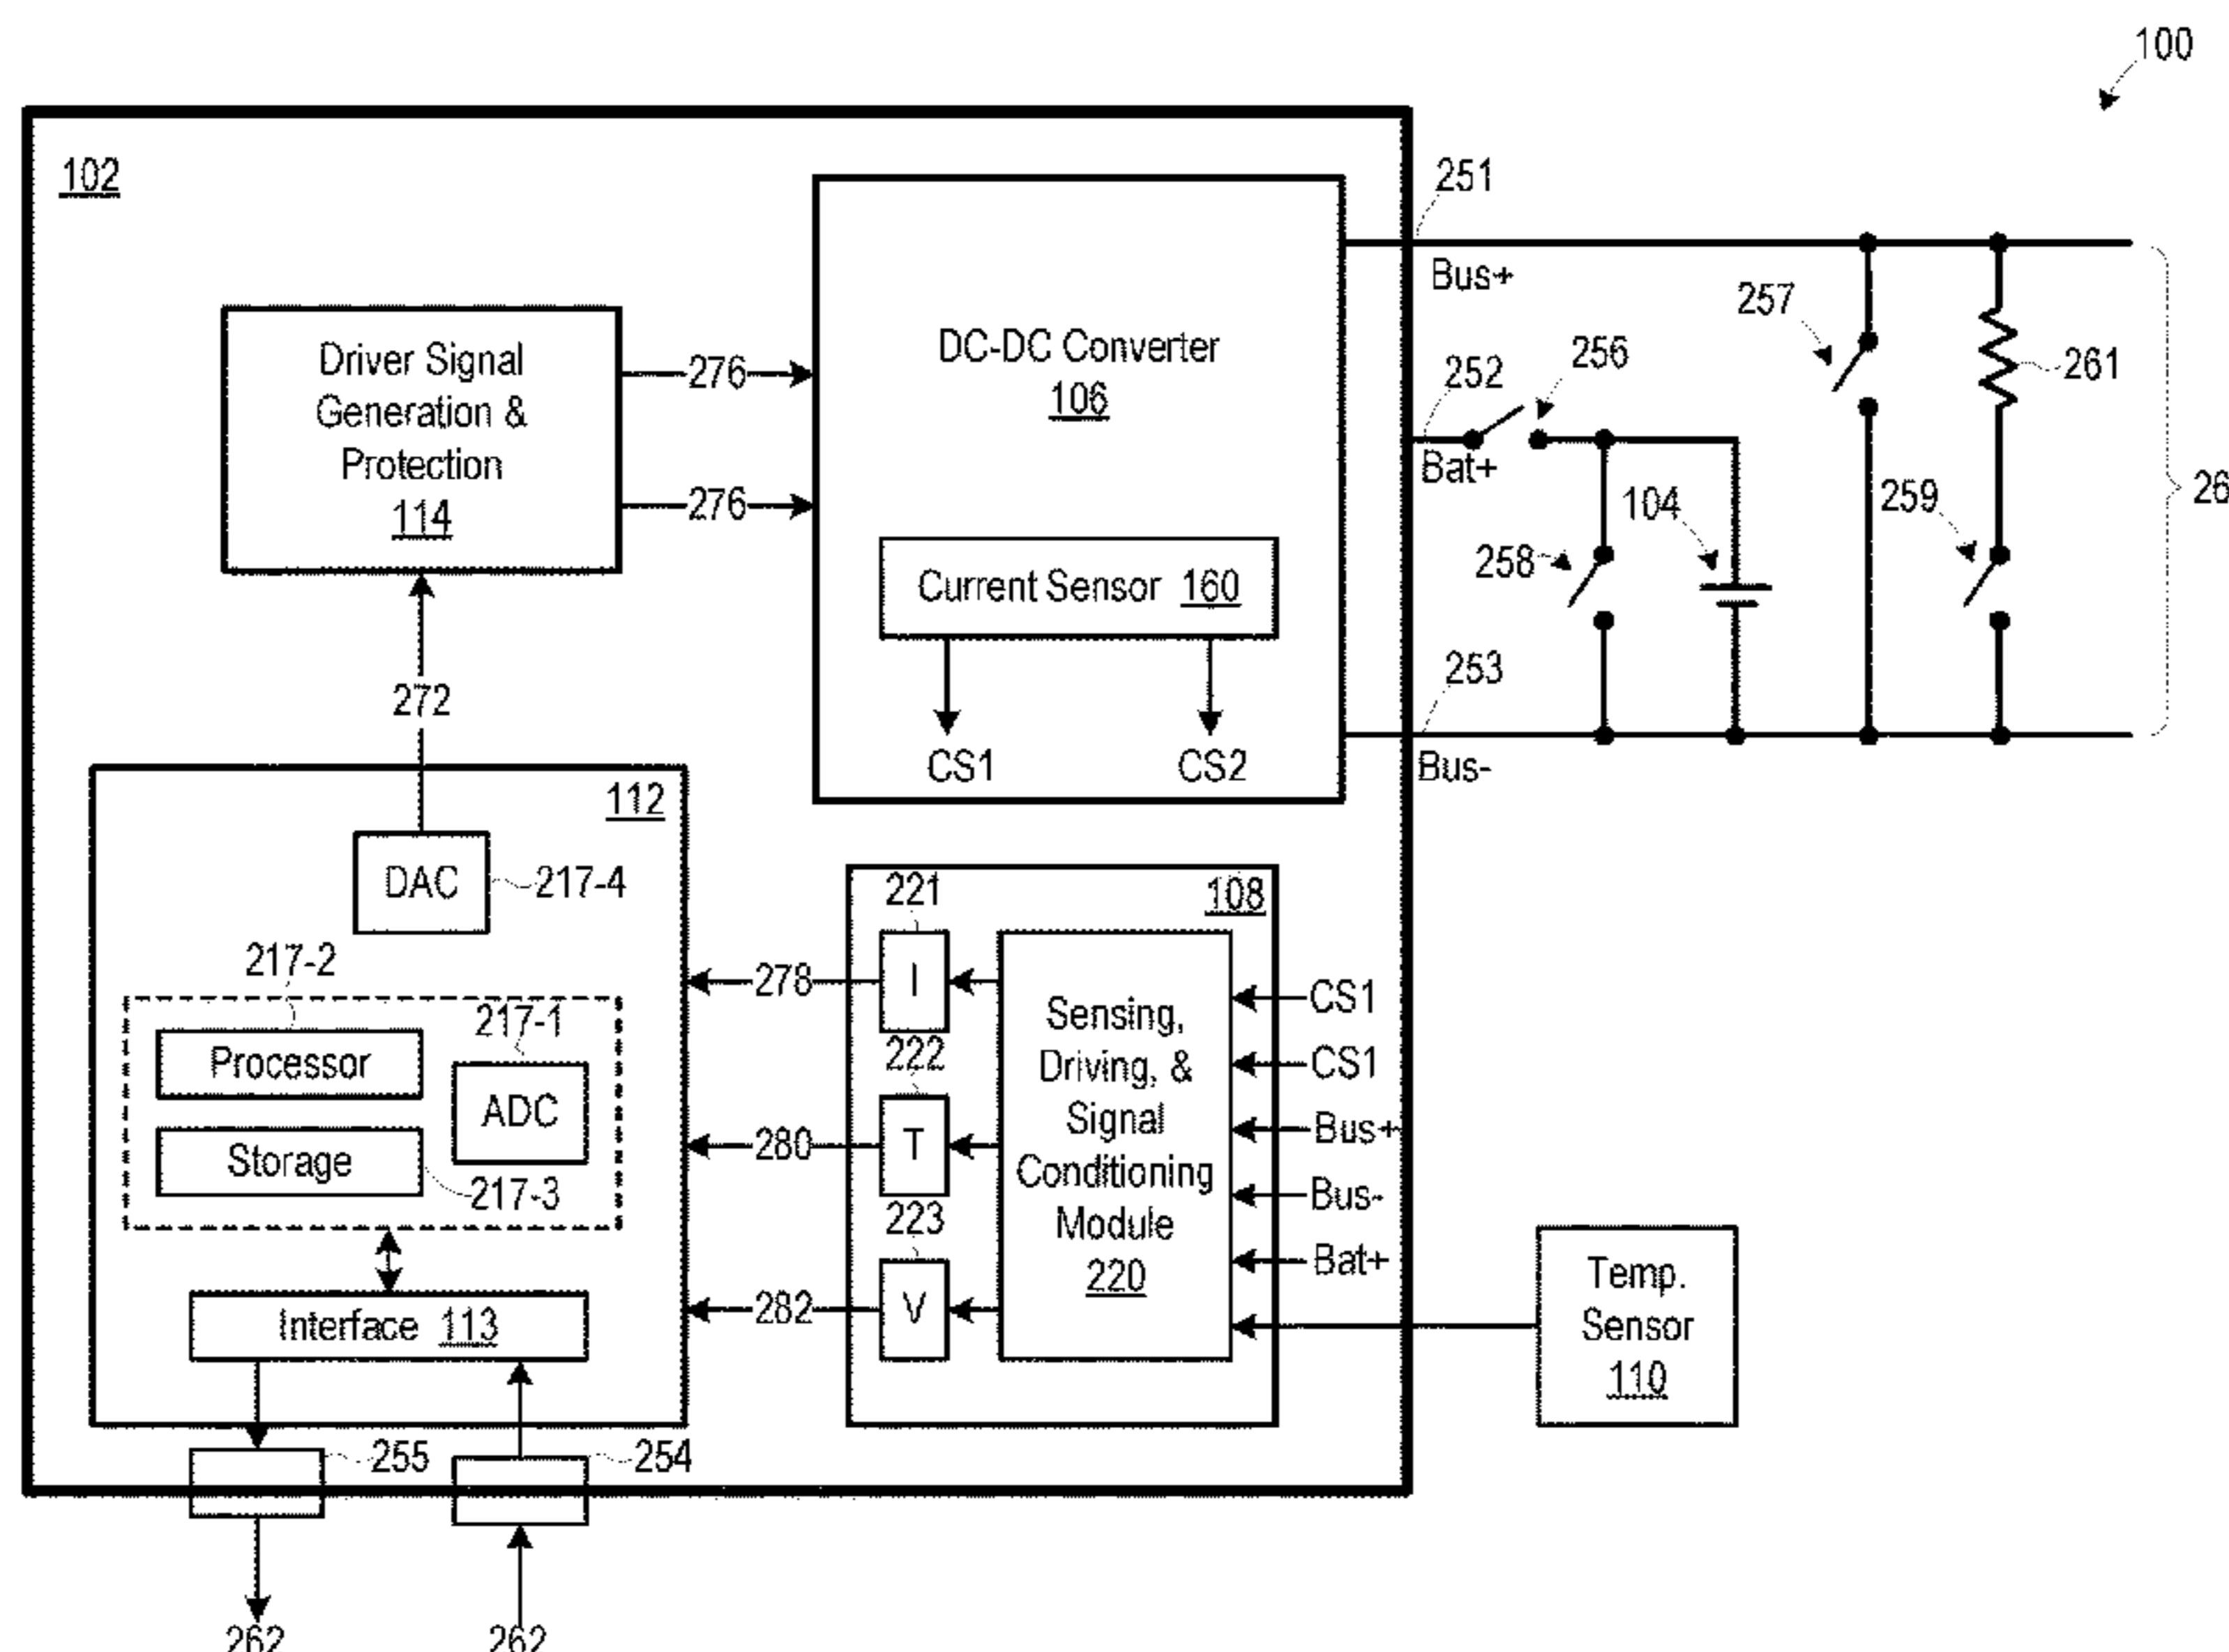 100
102
251
Bus+
Driver Signal
Generation &
Protection
114
276
276
DC-DC Converter
106
Current Sensor 160
CS1
CS2
252
Bat+
256
257
261
258
104
259
26
253
Bus-
272
112
DAC
217-4
217-2
217-1
Processor
ADC
Storage
217-3
Interface 113
278
280
282
108
221
I
222
T
223
V
Sensing,
Driving, &
Signal
Conditioning
Module
220
CS1
CS1
Bus+
Bus-
Bat+
Temp.
Sensor
110
255
254
262
262